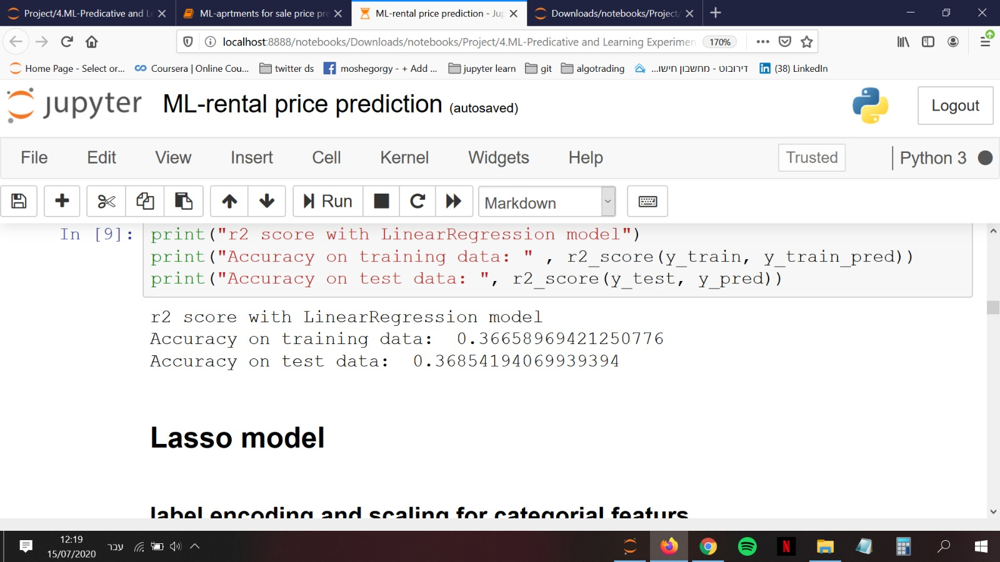 Project/4.ML-Predicative and Le
ML-aprtments for sale price pre
ML-rental price prediction - Jup
Downloads/notebooks/Project/
localhost:8888/notebooks/Downloads/notebooks/Project/4.ML-Predicative and Learning Experimen
170%
Home Page - Select or...
Coursera | Online Cou...
twitter ds
moshegorgy - + Add ...
jupyter learn
git
algotrading
דירובוט - מחשבון חישו...
(38) LinkedIn
jupyter ML-rental price prediction (autosaved)
Logout
File Edit View Insert Cell Kernel Widgets Help
Trusted
Python 3
Run
Markdown
In [9]: print("r2 score with LinearRegression model")
print("Accuracy on training data: " , r2_score(y_train, y_train_pred))
print("Accuracy on test data: ", r2_score(y_test, y_pred))
r2 score with LinearRegression model
Accuracy on training data:  0.36658969421250776
Accuracy on test data:  0.36854194069939394
Lasso model
label encoding and scaling for categorial featurs
12:19
15/07/2020
עבר